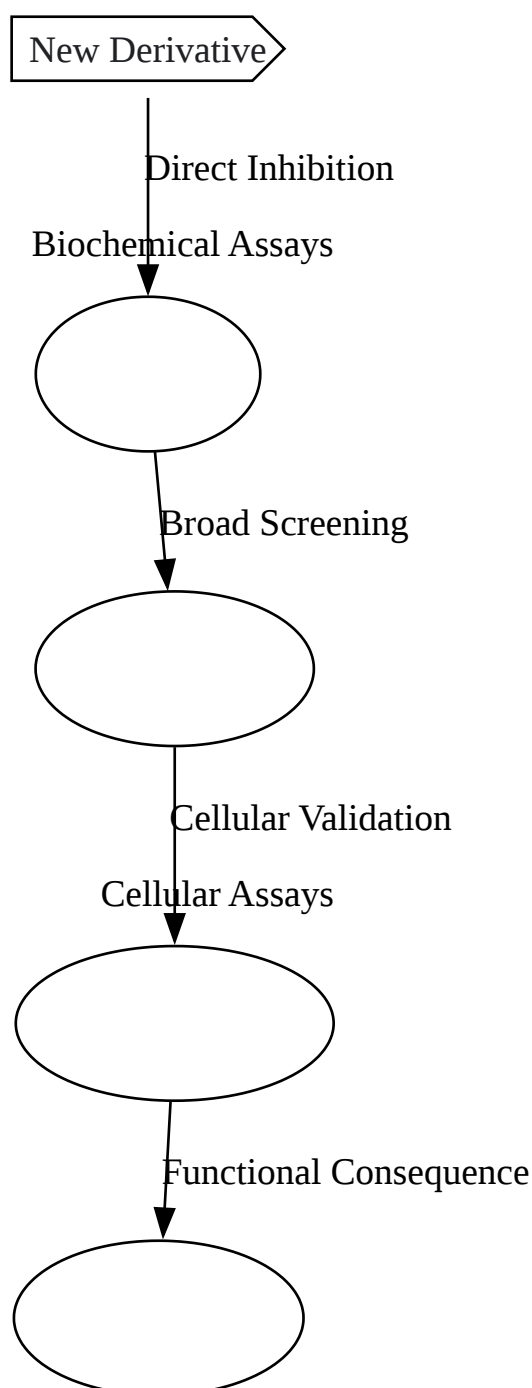 New Derivative
Direct Inhibition
Biochemical Assays
Broad Screening
Cellular Validation
Cellular Assays
Functional Consequence